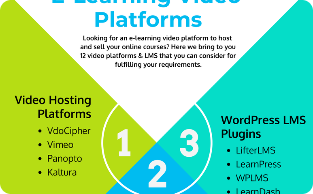 E-Learning Video
Platforms
Looking for an e-learning video platform to host
and sell your online courses? Here we bring to you
12 video platforms & LMS that you can consider for
fulfilling your requirements.
Video Hosting
Platforms
• VdoCipher
• Vimeo
• Panopto
• Kaltura
1
3
2
WordPress LMS
Plugins
• LifterLMS
• LearnPress
• WPLMS
• LearnDash